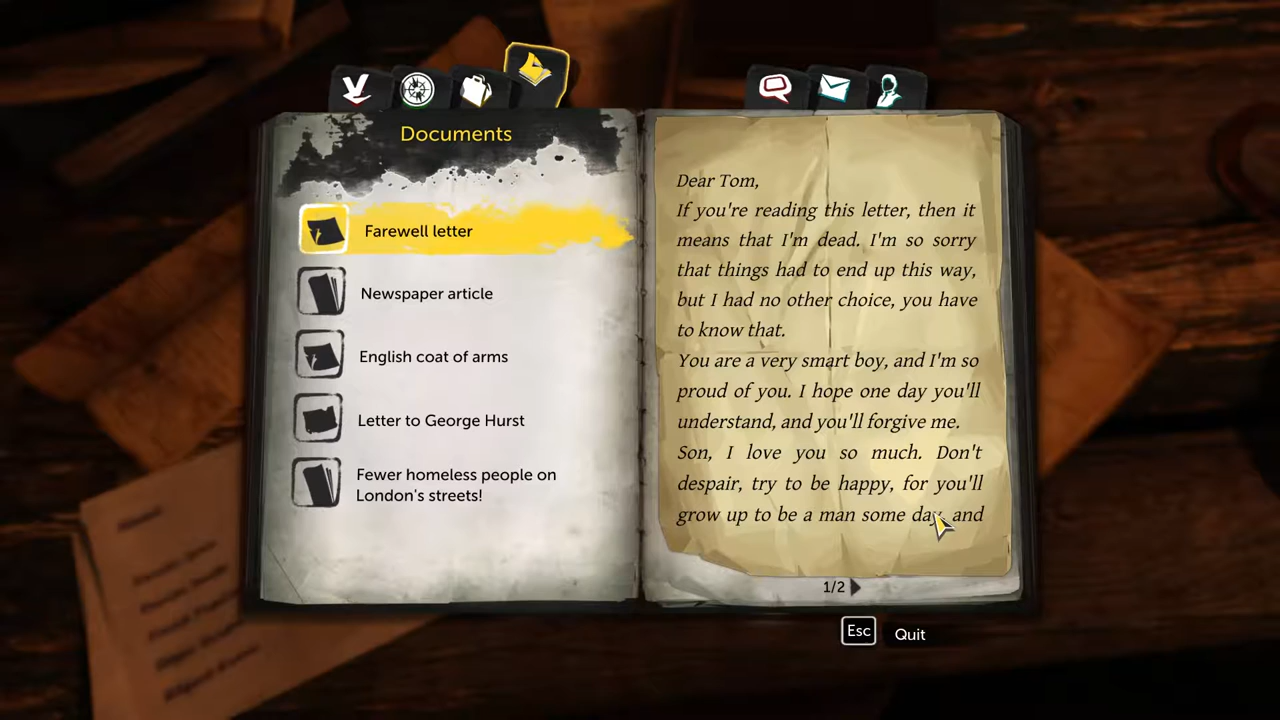 Documents
Farewell letter
Newspaper article
English coat of arms
Letter to George Hurst
Fewer homeless people on
London's streets!
Dear Tom,
If you're reading this letter, then it
means that I'm dead. I'm so sorry
that things had to end up this way,
but I had no other choice, you have
to know that.
You are a very smart boy, and I'm so
proud of you. I hope one day you'll
understand, and you'll forgive me.
Son, I love you so much. Don't
despair, try to be happy, for you'll
grow up to be a man some day, and
1/2
Esc Quit